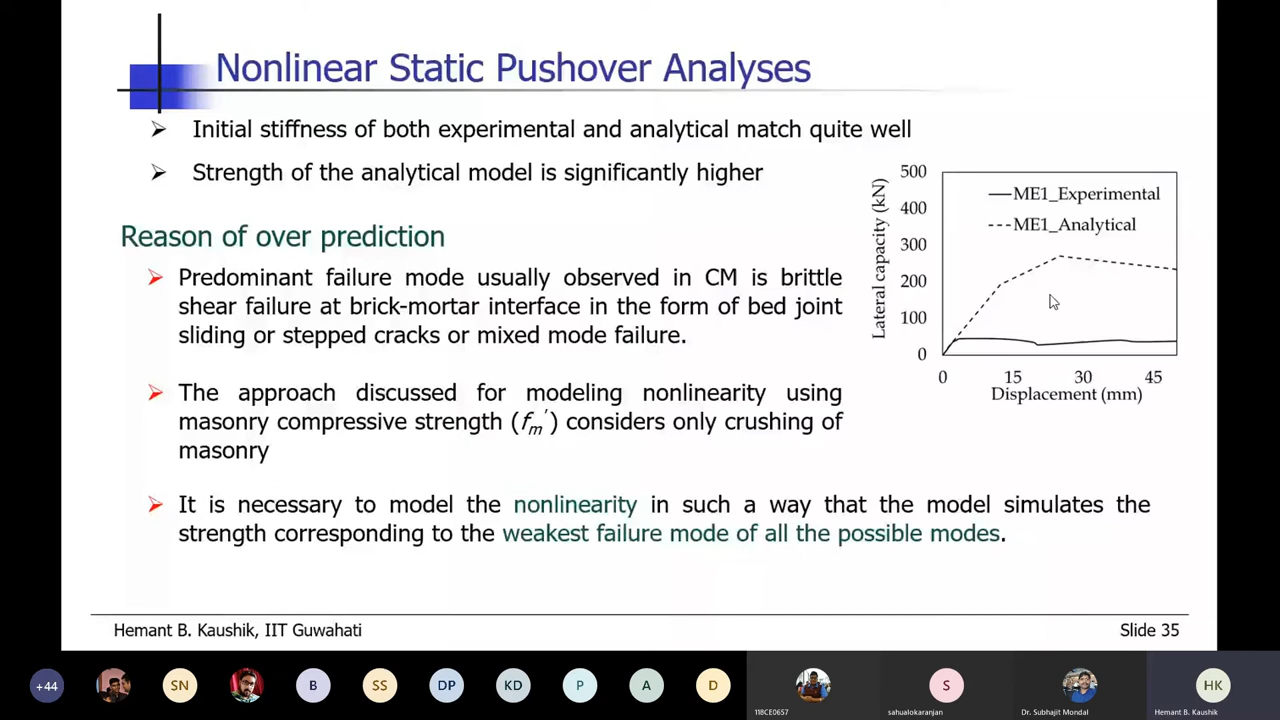 Nonlinear Static Pushover Analyses
Initial stiffness of both experimental and analytical match quite well
Strength of the analytical model is significantly higher
Reason of over prediction
Predominant failure mode usually observed in CM is brittle
shear failure at brick-mortar interface in the form of bed joint
sliding or stepped cracks or mixed mode failure.
The approach discussed for modeling nonlinearity using
masonry compressive strength (fm') considers only crushing of
masonry
It is necessary to model the nonlinearity in such a way that the model simulates the
strength corresponding to the weakest failure mode of all the possible modes.
Lateral capacity (kN)
500
400
300
200
100
0
ME1_Experimental
ME1_Analytical
0 15 30 45
Displacement (mm)
Hemant B. Kaushik, IIT Guwahati
Slide 35
+44 SN B SS DP KD P A D S HK
118CE0657 sahualokaranjan Dr. Subhajit Mondal Hemant B. Kaushik